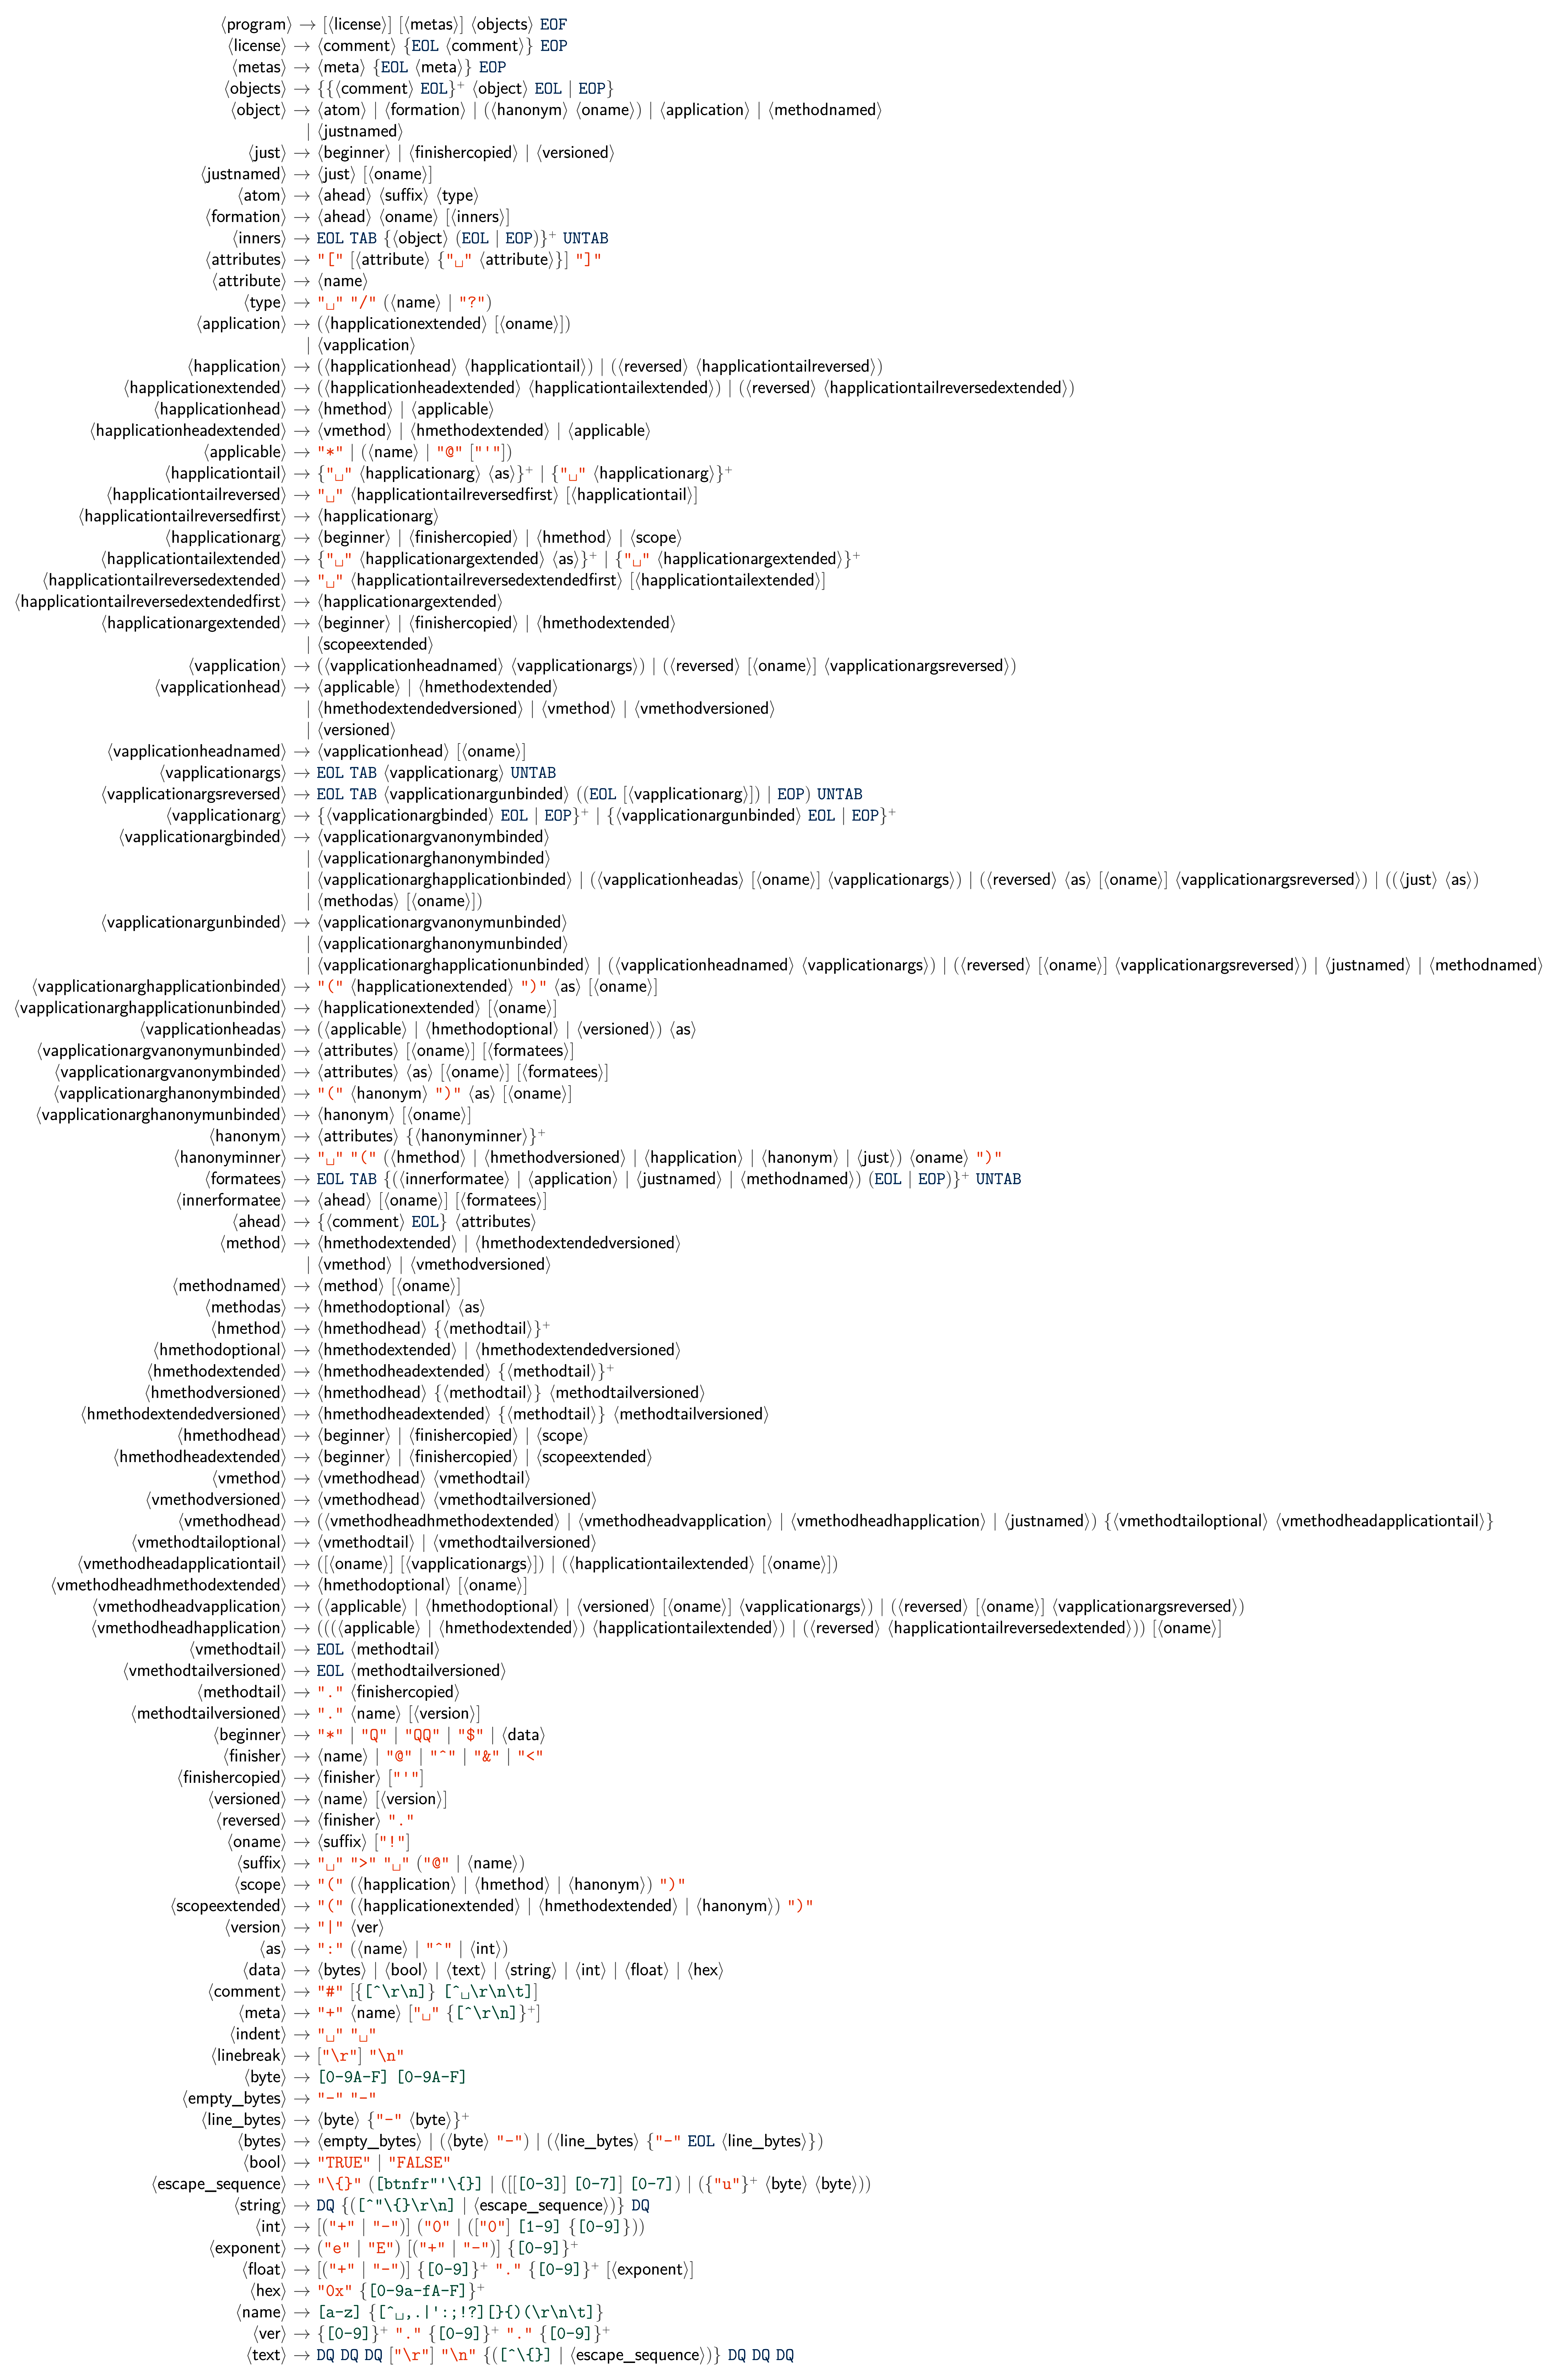 ⟨program⟩ → [⟨license⟩] [⟨metas⟩] ⟨objects⟩ EOF
⟨license⟩ → ⟨comment⟩ {EOL ⟨comment⟩} EOP
⟨metas⟩ → ⟨meta⟩ {EOL ⟨meta⟩} EOP
⟨objects⟩ → {{⟨comment⟩ EOL}⁺ ⟨object⟩ EOL | EOP}
⟨object⟩ → ⟨atom⟩ | ⟨formation⟩ | (⟨hanonym⟩ ⟨oname⟩) | ⟨application⟩ | ⟨methodnamed⟩
| ⟨justnamed⟩
⟨just⟩ → ⟨beginner⟩ | ⟨finishercopied⟩ | ⟨versioned⟩
⟨justnamed⟩ → ⟨just⟩ [⟨oname⟩]
⟨atom⟩ → ⟨ahead⟩ ⟨suffix⟩ ⟨type⟩
⟨formation⟩ → ⟨ahead⟩ ⟨oname⟩ [⟨inners⟩]
⟨inners⟩ → EOL TAB {⟨object⟩ (EOL | EOP)}⁺ UNTAB
⟨attributes⟩ → "[" [⟨attribute⟩ {"␣" ⟨attribute⟩}] "]"
⟨attribute⟩ → ⟨name⟩
⟨type⟩ → "␣" "/" (⟨name⟩ | "?")
⟨application⟩ → (⟨happlicationextended⟩ [⟨oname⟩])
| ⟨vapplication⟩
⟨happlication⟩ → (⟨happlicationhead⟩ ⟨happlicationtail⟩) | (⟨reversed⟩ ⟨happlicationtailreversed⟩)
⟨happlicationextended⟩ → (⟨happlicationheadextended⟩ ⟨happlicationtailextended⟩) | (⟨reversed⟩ ⟨happlicationtailreversedextended⟩)
⟨happlicationhead⟩ → ⟨hmethod⟩ | ⟨applicable⟩
⟨happlicationheadextended⟩ → ⟨vmethod⟩ | ⟨hmethodextended⟩ | ⟨applicable⟩
⟨applicable⟩ → "*" | (⟨name⟩ | "@" ["'"])
⟨happlicationtail⟩ → {"␣" ⟨happlicationarg⟩ ⟨as⟩}⁺ | {"␣" ⟨happlicationarg⟩}⁺
⟨happlicationtailreversed⟩ → "␣" ⟨happlicationtailreversedfirst⟩ [⟨happlicationtail⟩]
⟨happlicationtailreversedfirst⟩ → ⟨happlicationarg⟩
⟨happlicationarg⟩ → ⟨beginner⟩ | ⟨finishercopied⟩ | ⟨hmethod⟩ | ⟨scope⟩
⟨happlicationtailextended⟩ → {"␣" ⟨happlicationargextended⟩ ⟨as⟩}⁺ | {"␣" ⟨happlicationargextended⟩}⁺
⟨happlicationtailreversedextended⟩ → "␣" ⟨happlicationtailreversedextendedfirst⟩ [⟨happlicationtailextended⟩]
⟨happlicationtailreversedextendedfirst⟩ → ⟨happlicationargextended⟩
⟨happlicationargextended⟩ → ⟨beginner⟩ | ⟨finishercopied⟩ | ⟨hmethodextended⟩
| ⟨scopeextended⟩
⟨vapplication⟩ → (⟨vapplicationheadnamed⟩ ⟨vapplicationargs⟩) | (⟨reversed⟩ [⟨oname⟩] ⟨vapplicationargsreversed⟩)
⟨vapplicationhead⟩ → ⟨applicable⟩ | ⟨hmethodextended⟩
| ⟨hmethodextendedversioned⟩ | ⟨vmethod⟩ | ⟨vmethodversioned⟩
| ⟨versioned⟩
⟨vapplicationheadnamed⟩ → ⟨vapplicationhead⟩ [⟨oname⟩]
⟨vapplicationargs⟩ → EOL TAB ⟨vapplicationarg⟩ UNTAB
⟨vapplicationargsreversed⟩ → EOL TAB ⟨vapplicationargunbinded⟩ ((EOL [⟨vapplicationarg⟩]) | EOP) UNTAB
⟨vapplicationarg⟩ → {⟨vapplicationargbinded⟩ EOL | EOP}⁺ | {⟨vapplicationargunbinded⟩ EOL | EOP}⁺
⟨vapplicationargbinded⟩ → ⟨vapplicationargvanonymbinded⟩
| ⟨vapplicationarghanonymbinded⟩
| ⟨vapplicationarghapplicationbinded⟩ | (⟨vapplicationheadas⟩ [⟨oname⟩] ⟨vapplicationargs⟩) | (⟨reversed⟩ ⟨as⟩ [⟨oname⟩] ⟨vapplicationargsreversed⟩) | ((⟨just⟩ ⟨as⟩)
| ⟨methodas⟩ [⟨oname⟩])
⟨vapplicationargunbinded⟩ → ⟨vapplicationargvanonymunbinded⟩
| ⟨vapplicationarghanonymunbinded⟩
| ⟨vapplicationarghapplicationunbinded⟩ | (⟨vapplicationheadnamed⟩ ⟨vapplicationargs⟩) | (⟨reversed⟩ [⟨oname⟩] ⟨vapplicationargsreversed⟩) | ⟨justnamed⟩ | ⟨methodnamed⟩
⟨vapplicationarghapplicationbinded⟩ → "(" ⟨happlicationextended⟩ ")" ⟨as⟩ [⟨oname⟩]
⟨vapplicationarghapplicationunbinded⟩ → ⟨happlicationextended⟩ [⟨oname⟩]
⟨vapplicationheadas⟩ → (⟨applicable⟩ | ⟨hmethodoptional⟩ | ⟨versioned⟩) ⟨as⟩
⟨vapplicationargvanonymunbinded⟩ → ⟨attributes⟩ [⟨oname⟩] [⟨formatees⟩]
⟨vapplicationargvanonymbinded⟩ → ⟨attributes⟩ ⟨as⟩ [⟨oname⟩] [⟨formatees⟩]
⟨vapplicationarghanonymbinded⟩ → "(" ⟨hanonym⟩ ")" ⟨as⟩ [⟨oname⟩]
⟨vapplicationarghanonymunbinded⟩ → ⟨hanonym⟩ [⟨oname⟩]
⟨hanonym⟩ → ⟨attributes⟩ {⟨hanonyminner⟩}⁺
⟨hanonyminner⟩ → "␣" "(" (⟨hmethod⟩ | ⟨hmethodversioned⟩ | ⟨happlication⟩ | ⟨hanonym⟩ | ⟨just⟩) ⟨oname⟩ ")"
⟨formatees⟩ → EOL TAB {(⟨innerformatee⟩ | ⟨application⟩ | ⟨justnamed⟩ | ⟨methodnamed⟩) (EOL | EOP)}⁺ UNTAB
⟨innerformatee⟩ → ⟨ahead⟩ [⟨oname⟩] [⟨formatees⟩]
⟨ahead⟩ → {⟨comment⟩ EOL} ⟨attributes⟩
⟨method⟩ → ⟨hmethodextended⟩ | ⟨hmethodextendedversioned⟩
| ⟨vmethod⟩ | ⟨vmethodversioned⟩
⟨methodnamed⟩ → ⟨method⟩ [⟨oname⟩]
⟨methodas⟩ → ⟨hmethodoptional⟩ ⟨as⟩
⟨hmethod⟩ → ⟨hmethodhead⟩ {⟨methodtail⟩}⁺
⟨hmethodoptional⟩ → ⟨hmethodextended⟩ | ⟨hmethodextendedversioned⟩
⟨hmethodextended⟩ → ⟨hmethodheadextended⟩ {⟨methodtail⟩}⁺
⟨hmethodversioned⟩ → ⟨hmethodhead⟩ {⟨methodtail⟩} ⟨methodtailversioned⟩
⟨hmethodextendedversioned⟩ → ⟨hmethodheadextended⟩ {⟨methodtail⟩} ⟨methodtailversioned⟩
⟨hmethodhead⟩ → ⟨beginner⟩ | ⟨finishercopied⟩ | ⟨scope⟩
⟨hmethodheadextended⟩ → ⟨beginner⟩ | ⟨finishercopied⟩ | ⟨scopeextended⟩
⟨vmethod⟩ → ⟨vmethodhead⟩ ⟨vmethodtail⟩
⟨vmethodversioned⟩ → ⟨vmethodhead⟩ ⟨vmethodtailversioned⟩
⟨vmethodhead⟩ → (⟨vmethodheadhmethodextended⟩ | ⟨vmethodheadvapplication⟩ | ⟨vmethodheadhapplication⟩ | ⟨justnamed⟩) {⟨vmethodtailoptional⟩ ⟨vmethodheadapplicationtail⟩}
⟨vmethodtailoptional⟩ → ⟨vmethodtail⟩ | ⟨vmethodtailversioned⟩
⟨vmethodheadapplicationtail⟩ → ([⟨oname⟩] [⟨vapplicationargs⟩]) | (⟨happlicationtailextended⟩ [⟨oname⟩])
⟨vmethodheadhmethodextended⟩ → ⟨hmethodoptional⟩ [⟨oname⟩]
⟨vmethodheadvapplication⟩ → (⟨applicable⟩ | ⟨hmethodoptional⟩ | ⟨versioned⟩ [⟨oname⟩] ⟨vapplicationargs⟩) | (⟨reversed⟩ [⟨oname⟩] ⟨vapplicationargsreversed⟩)
⟨vmethodheadhapplication⟩ → (((⟨applicable⟩ | ⟨hmethodextended⟩) ⟨happlicationtailextended⟩) | (⟨reversed⟩ ⟨happlicationtailreversedextended⟩)) [⟨oname⟩]
⟨vmethodtail⟩ → EOL ⟨methodtail⟩
⟨vmethodtailversioned⟩ → EOL ⟨methodtailversioned⟩
⟨methodtail⟩ → "." ⟨finishercopied⟩
⟨methodtailversioned⟩ → "." ⟨name⟩ [⟨version⟩]
⟨beginner⟩ → "*" | "Q" | "QQ" | "$" | ⟨data⟩
⟨finisher⟩ → ⟨name⟩ | "@" | "^" | "&" | "<"
⟨finishercopied⟩ → ⟨finisher⟩ ["'"]
⟨versioned⟩ → ⟨name⟩ [⟨version⟩]
⟨reversed⟩ → ⟨finisher⟩ "."
⟨oname⟩ → ⟨suffix⟩ ["!"]
⟨suffix⟩ → "␣" ">" "␣" ("@" | ⟨name⟩)
⟨scope⟩ → "(" (⟨happlication⟩ | ⟨hmethod⟩ | ⟨hanonym⟩) ")"
⟨scopeextended⟩ → "(" (⟨happlicationextended⟩ | ⟨hmethodextended⟩ | ⟨hanonym⟩) ")"
⟨version⟩ → "|" ⟨ver⟩
⟨as⟩ → ":" (⟨name⟩ | "^" | ⟨int⟩)
⟨data⟩ → ⟨bytes⟩ | ⟨bool⟩ | ⟨text⟩ | ⟨string⟩ | ⟨int⟩ | ⟨float⟩ | ⟨hex⟩
⟨comment⟩ → "#" [{[^\r\n]} [^␣\r\n\t]]
⟨meta⟩ → "+" ⟨name⟩ ["␣" {[^\r\n]}⁺]
⟨indent⟩ → "␣" "␣"
⟨linebreak⟩ → ["\r"] "\n"
⟨byte⟩ → [0-9A-F] [0-9A-F]
⟨empty_bytes⟩ → "-" "-"
⟨line_bytes⟩ → ⟨byte⟩ {"-" ⟨byte⟩}⁺
⟨bytes⟩ → ⟨empty_bytes⟩ | (⟨byte⟩ "-") | (⟨line_bytes⟩ {"-" EOL ⟨line_bytes⟩})
⟨bool⟩ → "TRUE" | "FALSE"
⟨escape_sequence⟩ → "\{}" ([btnfr"'\{}] | ([[[0-3]] [0-7]] [0-7]) | ({"u"}⁺ ⟨byte⟩ ⟨byte⟩))
⟨string⟩ → DQ {([^"\{}\r\n] | ⟨escape_sequence⟩)} DQ
⟨int⟩ → [("+" | "-")] ("0" | (["0"] [1-9] {[0-9]}))
⟨exponent⟩ → ("e" | "E") [("+" | "-")] {[0-9]}⁺
⟨float⟩ → [("+" | "-")] {[0-9]}⁺ "." {[0-9]}⁺ [⟨exponent⟩]
⟨hex⟩ → "0x" {[0-9a-fA-F]}⁺
⟨name⟩ → [a-z] {[^␣,.|':;!?][}{)(\r\n\t]}
⟨ver⟩ → {[0-9]}⁺ "." {[0-9]}⁺ "." {[0-9]}⁺
⟨text⟩ → DQ DQ DQ ["\r"] "\n" {([^\{}] | ⟨escape_sequence⟩)} DQ DQ DQ